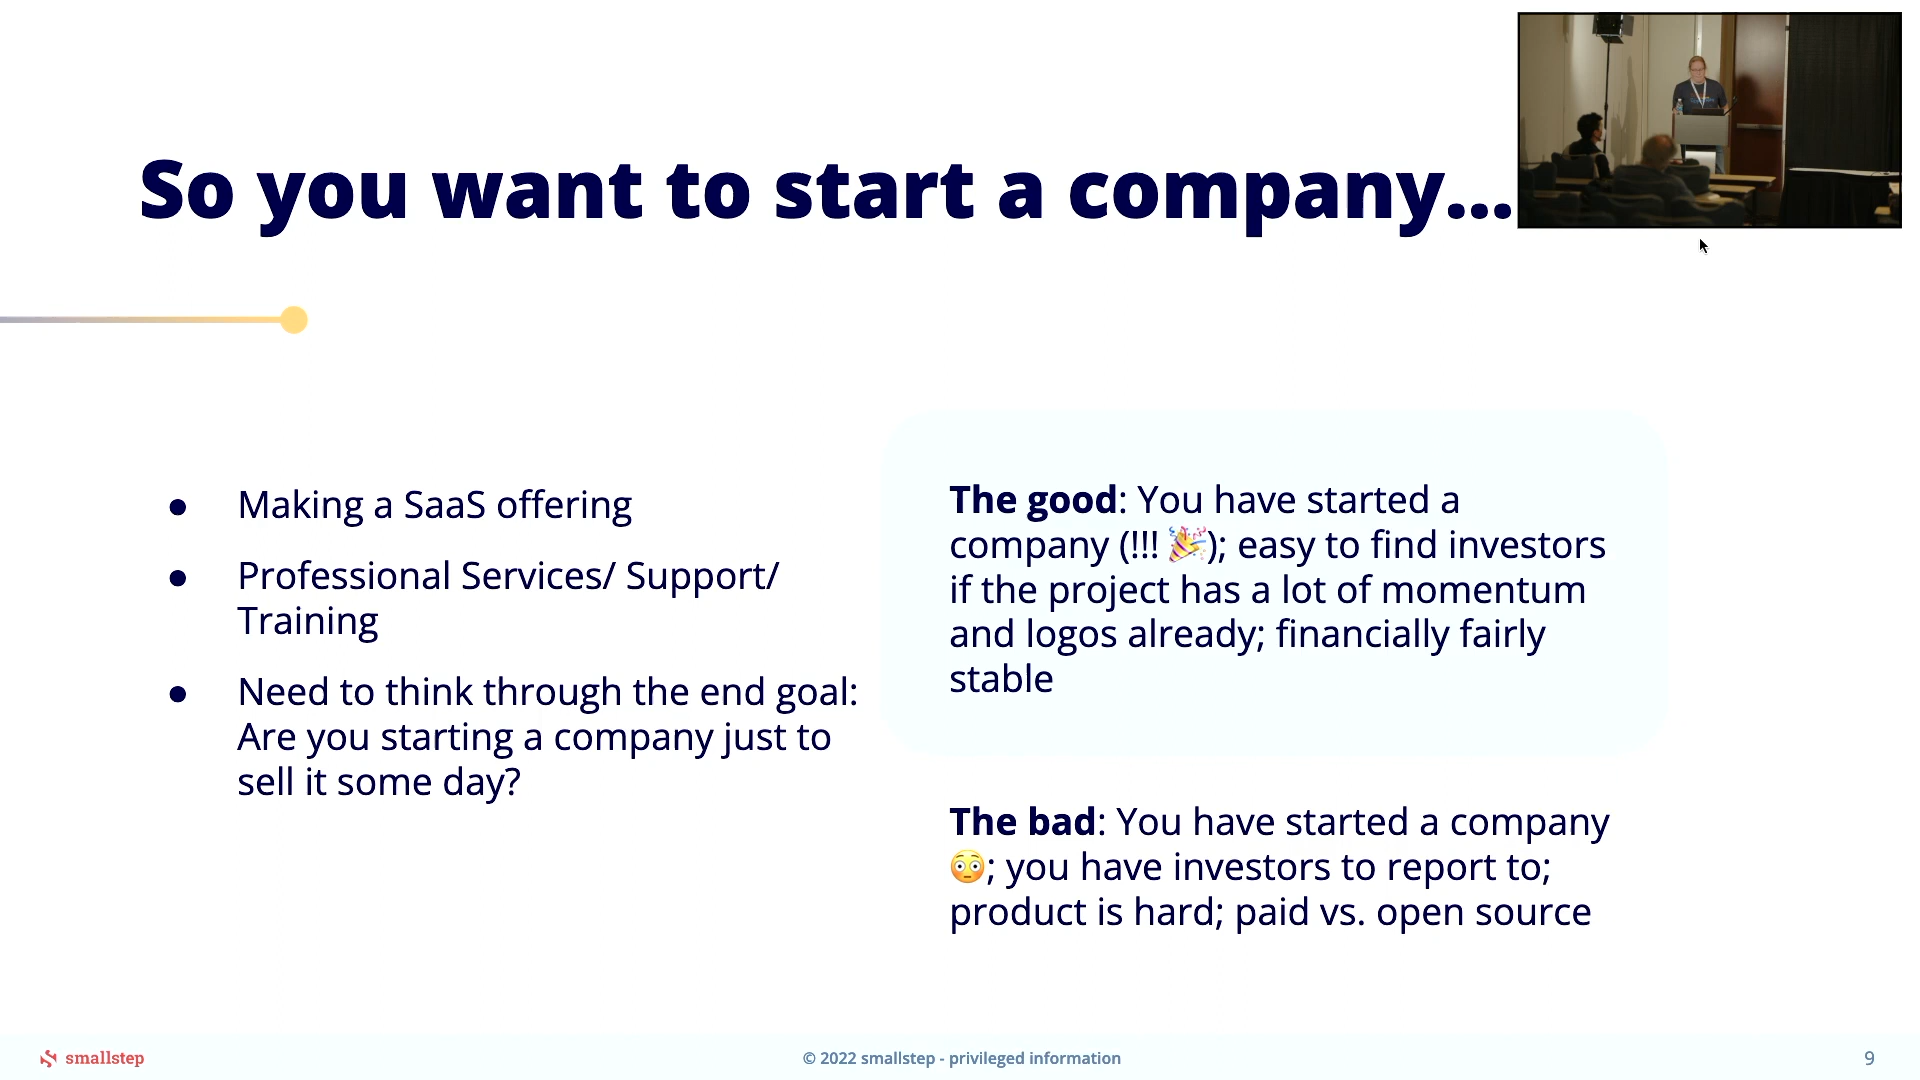 So you want to start a company...
● Making a SaaS offering
● Professional Services/ Support/
Training
● Need to think through the end goal:
Are you starting a company just to
sell it some day?
The good: You have started a
company (!!! 🎉); easy to find investors
if the project has a lot of momentum
and logos already; financially fairly
stable
The bad: You have started a company
😳; you have investors to report to;
product is hard; paid vs. open source
smallstep
© 2022 smallstep - privileged information
9